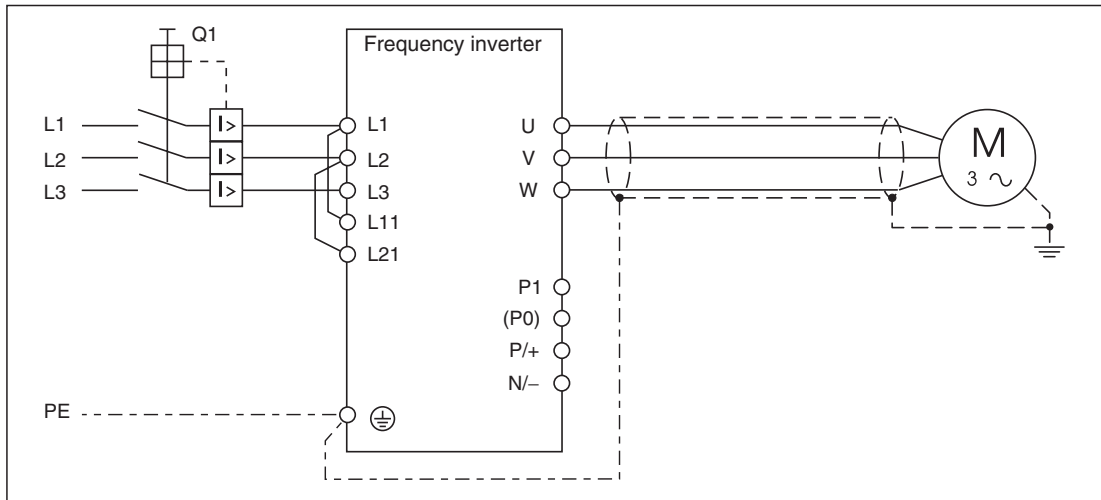 Q1
Frequency inverter
L1
I>
L1
U
L2
I>
L2
V
M
L3
I>
L3
W
3 ~
L11
L21
P1
(P0)
P/+
N/–
PE